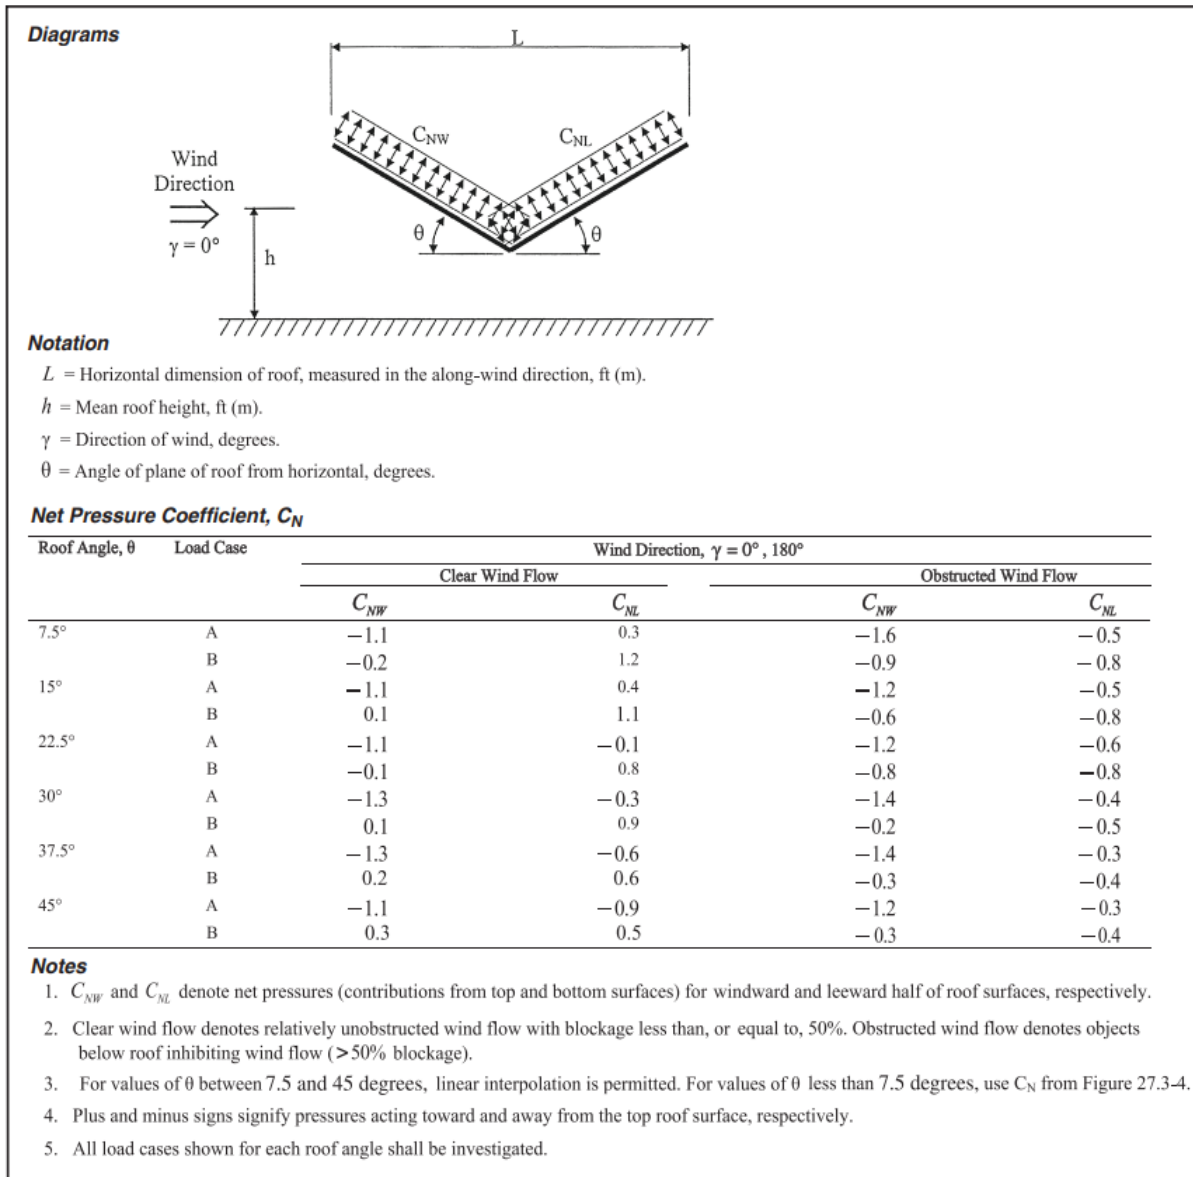 Diagrams
L
C_NW
C_NL
Wind
Direction
γ = 0°
h
θ
θ
Notation
L = Horizontal dimension of roof, measured in the along-wind direction, ft (m).
h = Mean roof height, ft (m).
γ = Direction of wind, degrees.
θ = Angle of plane of roof from horizontal, degrees.
Net Pressure Coefficient, C_N
Roof Angle, θ Load Case Wind Direction, γ = 0°, 180°
Clear Wind Flow Obstructed Wind Flow
C_NW C_NL C_NW C_NL
7.5° A −1.1 0.3 −1.6 −0.5
B −0.2 1.2 −0.9 −0.8
15° A −1.1 0.4 −1.2 −0.5
B 0.1 1.1 −0.6 −0.8
22.5° A −1.1 −0.1 −1.2 −0.6
B −0.1 0.8 −0.8 −0.8
30° A −1.3 −0.3 −1.4 −0.4
B 0.1 0.9 −0.2 −0.5
37.5° A −1.3 −0.6 −1.4 −0.3
B 0.2 0.6 −0.3 −0.4
45° A −1.1 −0.9 −1.2 −0.3
B 0.3 0.5 −0.3 −0.4
Notes
1. C_NW and C_NL denote net pressures (contributions from top and bottom surfaces) for windward and leeward half of roof surfaces, respectively.
2. Clear wind flow denotes relatively unobstructed wind flow with blockage less than, or equal to, 50%. Obstructed wind flow denotes objects
below roof inhibiting wind flow (>50% blockage).
3. For values of θ between 7.5 and 45 degrees, linear interpolation is permitted. For values of θ less than 7.5 degrees, use C_N from Figure 27.3-4.
4. Plus and minus signs signify pressures acting toward and away from the top roof surface, respectively.
5. All load cases shown for each roof angle shall be investigated.